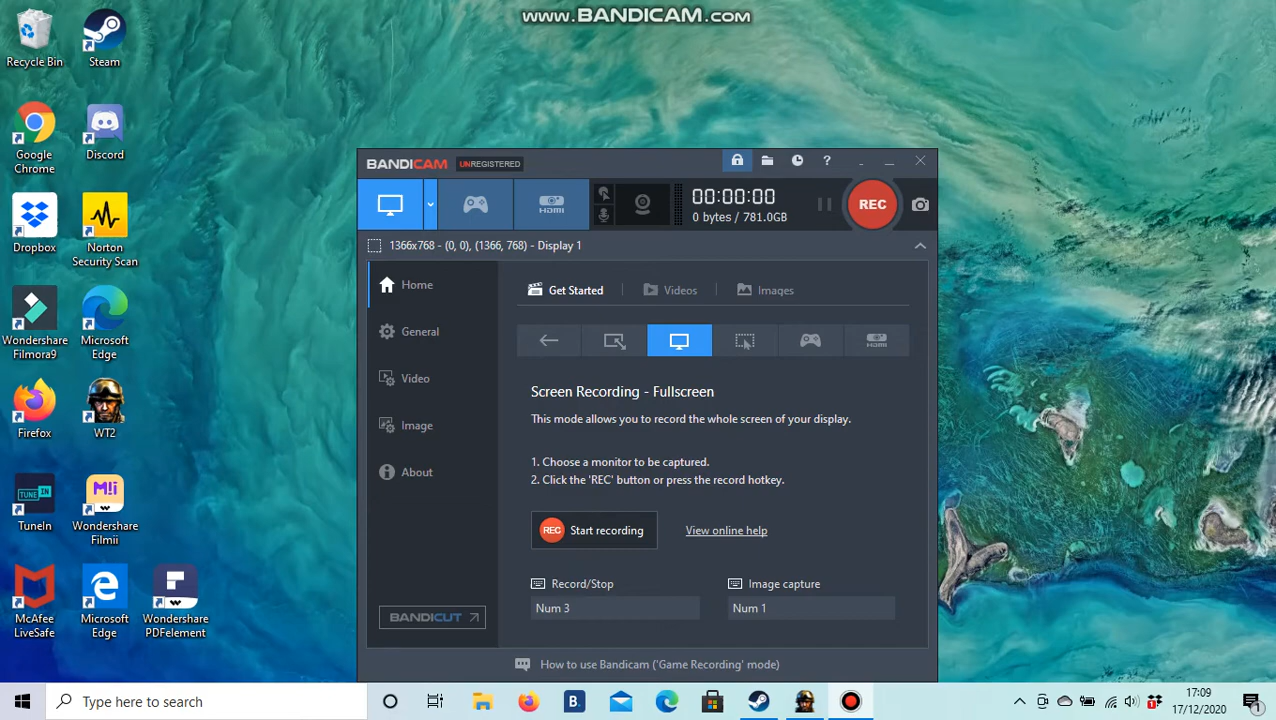 www.BANDICAM.com
Recycle Bin
Steam
Google Chrome
Discord
Dropbox
Norton Security Scan
Wondershare Filmora9
Microsoft Edge
Firefox
WT2
TUNE IN
TuneIn
M!i
Wondershare Filmii
McAfee LiveSafe
Microsoft Edge
Wondershare PDFelement
BANDICAM UNREGISTERED
?
HDMI
00:00:00
0 bytes / 781.0GB
REC
1366x768 - (0, 0), (1366, 768) - Display 1
Home
General
Video
Image
About
BANDICUT
Get Started
Videos
Images
HDMI
Screen Recording - Fullscreen
This mode allows you to record the whole screen of your display.
1. Choose a monitor to be captured.
2. Click the 'REC' button or press the record hotkey.
REC Start recording
View online help
Record/Stop
Image capture
Num 3
Num 1
How to use Bandicam ('Game Recording' mode)
Type here to search
B.
1
17:09
17/12/2020
1